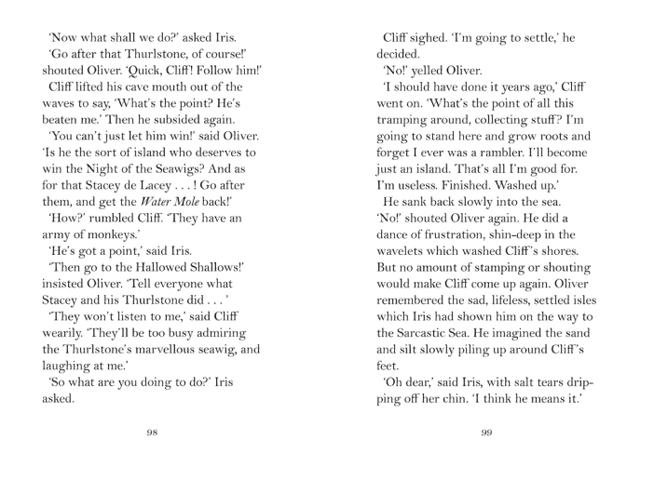 ‘Now what shall we do?’ asked Iris.
‘Go after that Thurlstone, of course!’
shouted Oliver. ‘Quick, Cliff! Follow him!’
Cliff lifted his cave mouth out of the
waves to say, ‘What’s the point? He’s
beaten me.’ Then he subsided again.
‘You can’t just let him win!’ said Oliver.
‘Is he the sort of island who deserves to
win the Night of the Seawigs? And as
for that Stacey de Lacey . . . ! Go after
them, and get the Water Mole back!’
‘How?’ rumbled Cliff. ‘They have an
army of monkeys.’
‘He’s got a point,’ said Iris.
‘Then go to the Hallowed Shallows!’
insisted Oliver. ‘Tell everyone what
Stacey and his Thurlstone did . . . ’
‘They won’t listen to me,’ said Cliff
wearily. ‘They’ll be too busy admiring
the Thurlstone’s marvellous seawig, and
laughing at me.’
‘So what are you doing to do?’ Iris
asked.
98
Cliff sighed. ‘I’m going to settle,’ he
decided.
‘No!’ yelled Oliver.
‘I should have done it years ago,’ Cliff
went on. ‘What’s the point of all this
tramping around, collecting stuff? I’m
going to stand here and grow roots and
forget I ever was a rambler. I’ll become
just an island. That’s all I’m good for.
I’m useless. Finished. Washed up.’
He sank back slowly into the sea.
‘No!’ shouted Oliver again. He did a
dance of frustration, shin-deep in the
wavelets which washed Cliff’s shores.
But no amount of stamping or shouting
would make Cliff come up again. Oliver
remembered the sad, lifeless, settled isles
which Iris had shown him on the way to
the Sarcastic Sea. He imagined the sand
and silt slowly piling up around Cliff’s
feet.
‘Oh dear,’ said Iris, with salt tears drip-
ping off her chin. ‘I think he means it.’
99